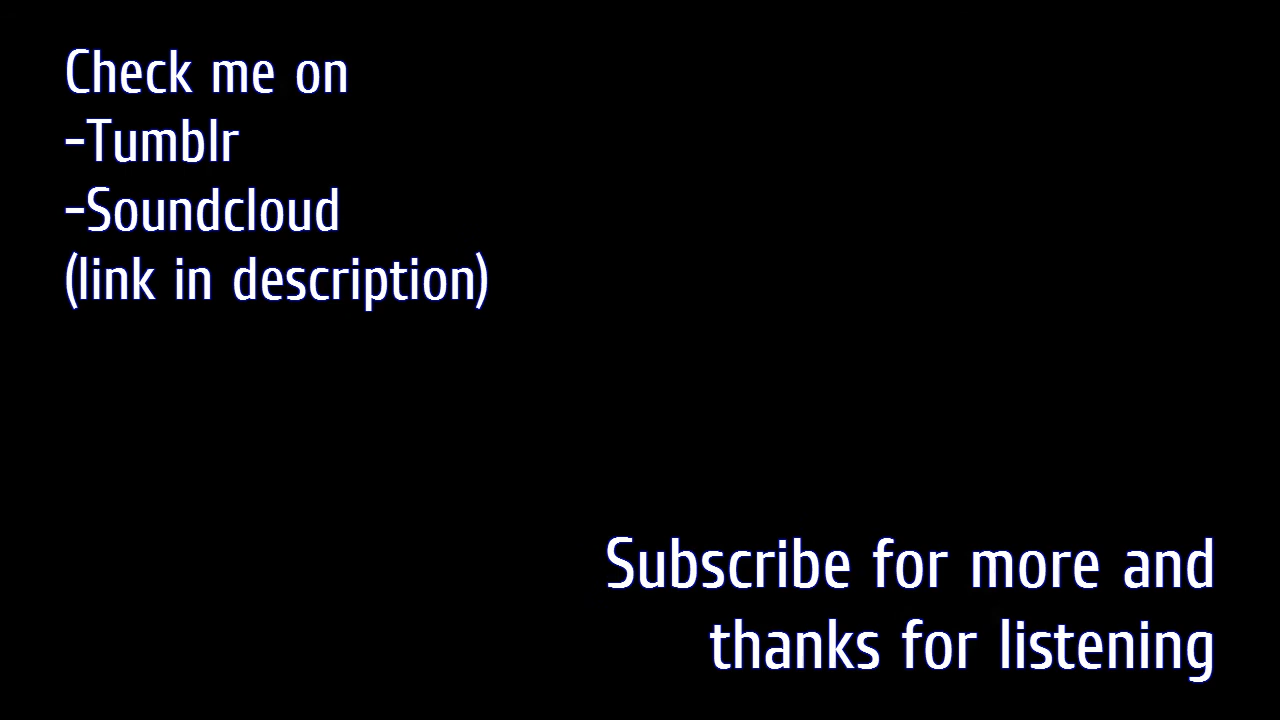 Check me on
-Tumblr
-Soundcloud
(link in description)
Subscribe for more and
thanks for listening